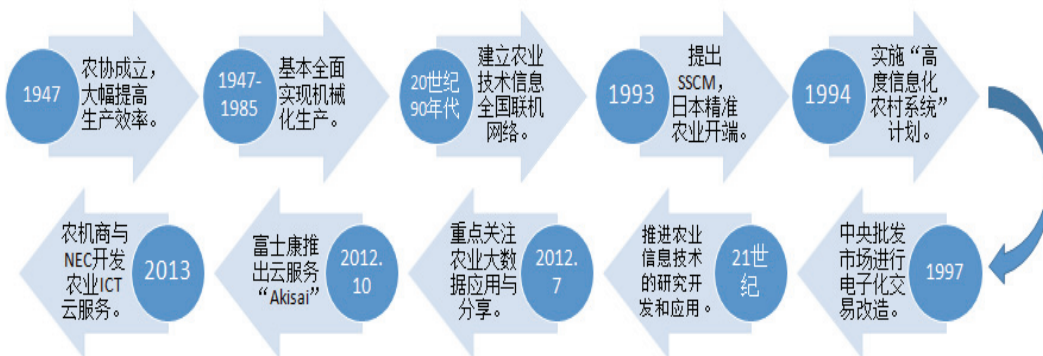 1947
农协成立，
大幅提高
生产效率。
1947-
1985
基本全面
实现机械
化生产。
20世纪
90年代
建立农业
技术信息
全国联机
网络。
1993
提出
SSCM，
日本精准
农业开端。
1994
实施“高
度信息化
农村系统”
计划。
1997
中央批发
市场进行
电子化交
易改造。
21世
纪
推进农业
信息技术
的研究开
发和应用。
2012.
7
重点关注
农业大数
据应用与
分享。
2012.
10
富士康推
出云服务
“Akisai”
2013
农机商与
NEC开发
农业ICT
云服务。